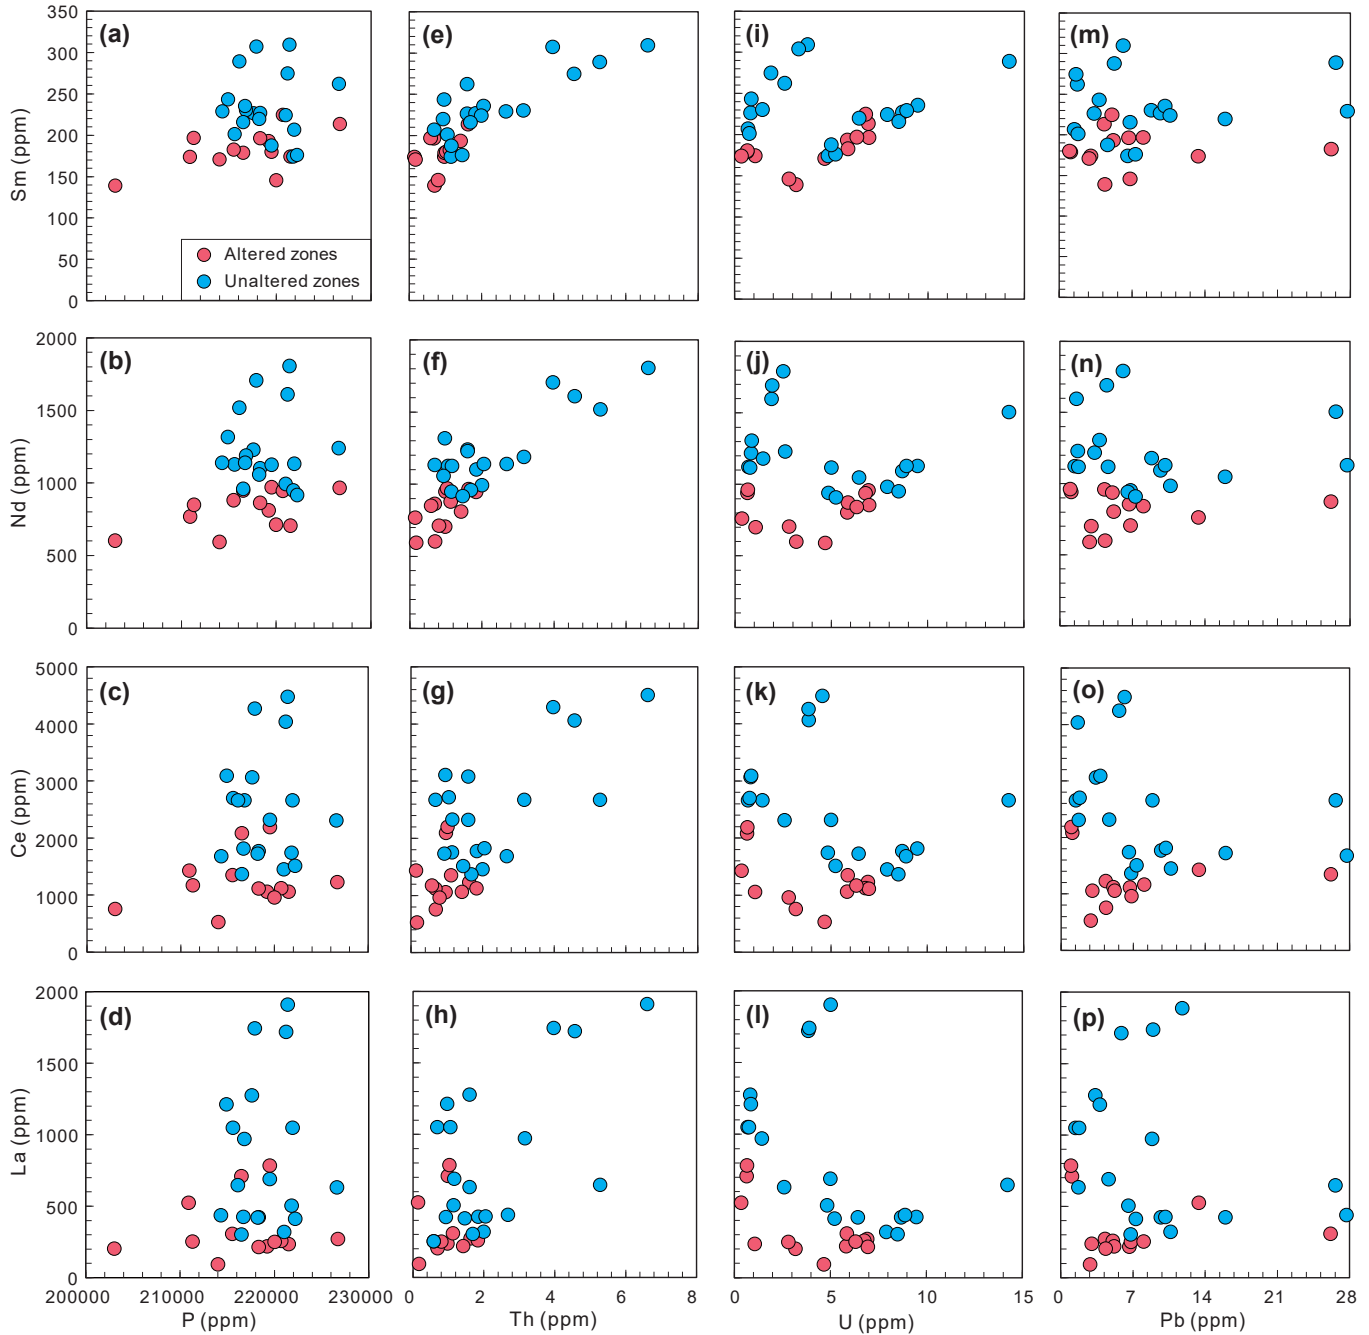 (a) (e) (i) (m)
350
300
250
200
150
100
50
0
Sm (ppm)
Altered zones
Unaltered zones
(b) (f) (j) (n)
2000
1500
1000
500
0
Nd (ppm)
(c) (g) (k) (o)
5000
4000
3000
2000
1000
0
Ce (ppm)
(d) (h) (l) (p)
2000
1500
1000
500
0
La (ppm)
200000 210000 220000 230000 0 2 4 6 8 0 5 10 15 0 7 14 21 28
P (ppm) Th (ppm) U (ppm) Pb (ppm)